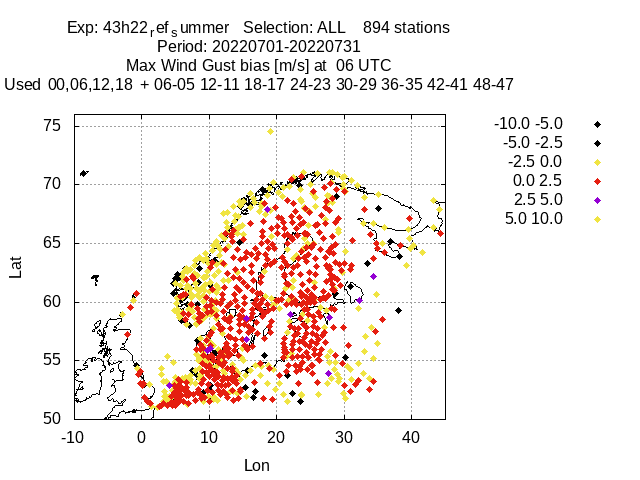 Exp: 43h22ref summer Selection: ALL 894 stations
Period: 20220701-20220731
Max Wind Gust bias [m/s] at 06 UTC
Used 00,06,12,18 + 06-05 12-11 18-17 24-23 30-29 36-35 42-41 48-47
-10.0 -5.0
-5.0 -2.5
-2.5 0.0
0.0 2.5
2.5 5.0
5.0 10.0
75
70
65
60
55
50
Lat
-10 0 10 20 30 40
Lon